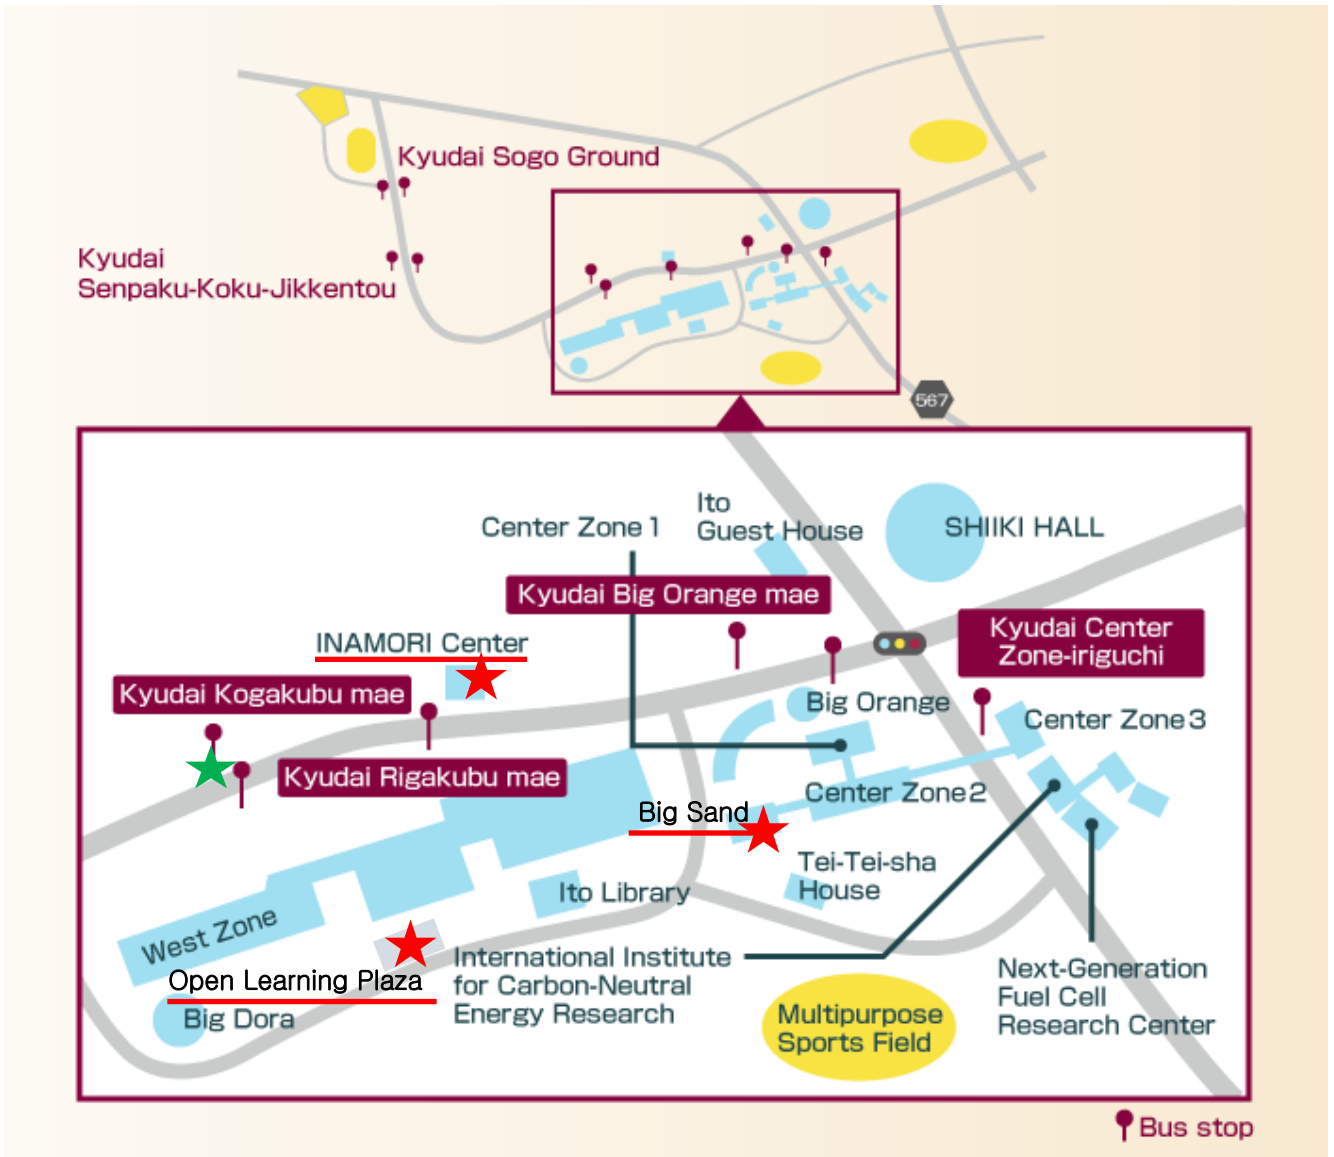 Kyudai Sogo Ground
Kyudai
Senpaku-Koku-Jikkentou
567
Ito
Guest House
Center Zone 1
SHIIKI HALL
Kyudai Big Orange mae
Kyudai Center
Zone-iriguchi
INAMORI Center
Kyudai Kogakubu mae
Big Orange
Center Zone 3
Kyudai Rigakubu mae
Center Zone 2
Big Sand
Tei-Tei-sha
House
Ito Library
West Zone
International Institute
for Carbon-Neutral
Energy Research
Open Learning Plaza
Big Dora
Next-Generation
Fuel Cell
Research Center
Multipurpose
Sports Field
Bus stop